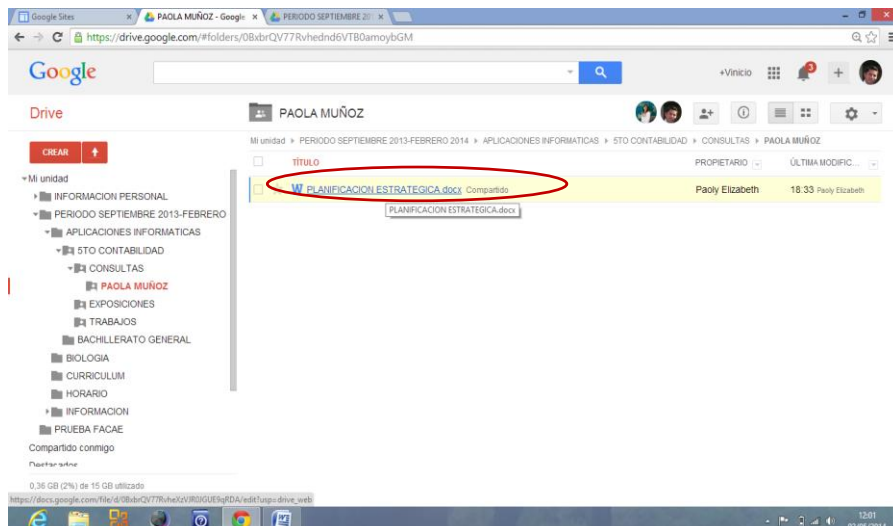 Google Sites
PAOLA MUÑOZ - Google
PERIODO SEPTIEMBRE 201
https://drive.google.com/#folders/0BxbrQV77Rvhednd6VTB0amoybGM
Google
+Vinicio
3
Drive
PAOLA MUÑOZ
Mi unidad PERIODO SEPTIEMBRE 2013-FEBRERO 2014 APLICACIONES INFORMATICAS 5TO CONTABILIDAD CONSULTAS PAOLA MUÑOZ
CREAR
TÍTULO PROPIETARIO ÚLTIMA MODIFIC...
Mi unidad
PLANIFICACION ESTRATEGICA.docx Compartido Paoly Elizabeth 18:33 Paoly Elizabeth
PLANIFICACION ESTRATEGICA.docx
INFORMACION PERSONAL
PERIODO SEPTIEMBRE 2013-FEBRERO
APLICACIONES INFORMATICAS
5TO CONTABILIDAD
CONSULTAS
PAOLA MUÑOZ
EXPOSICIONES
TRABAJOS
BACHILLERATO GENERAL
BIOLOGIA
CURRICULUM
HORARIO
INFORMACION
PRUEBA FACAE
Compartido conmigo
Destacados
0,36 GB (2%) de 15 GB utilizado
12:01